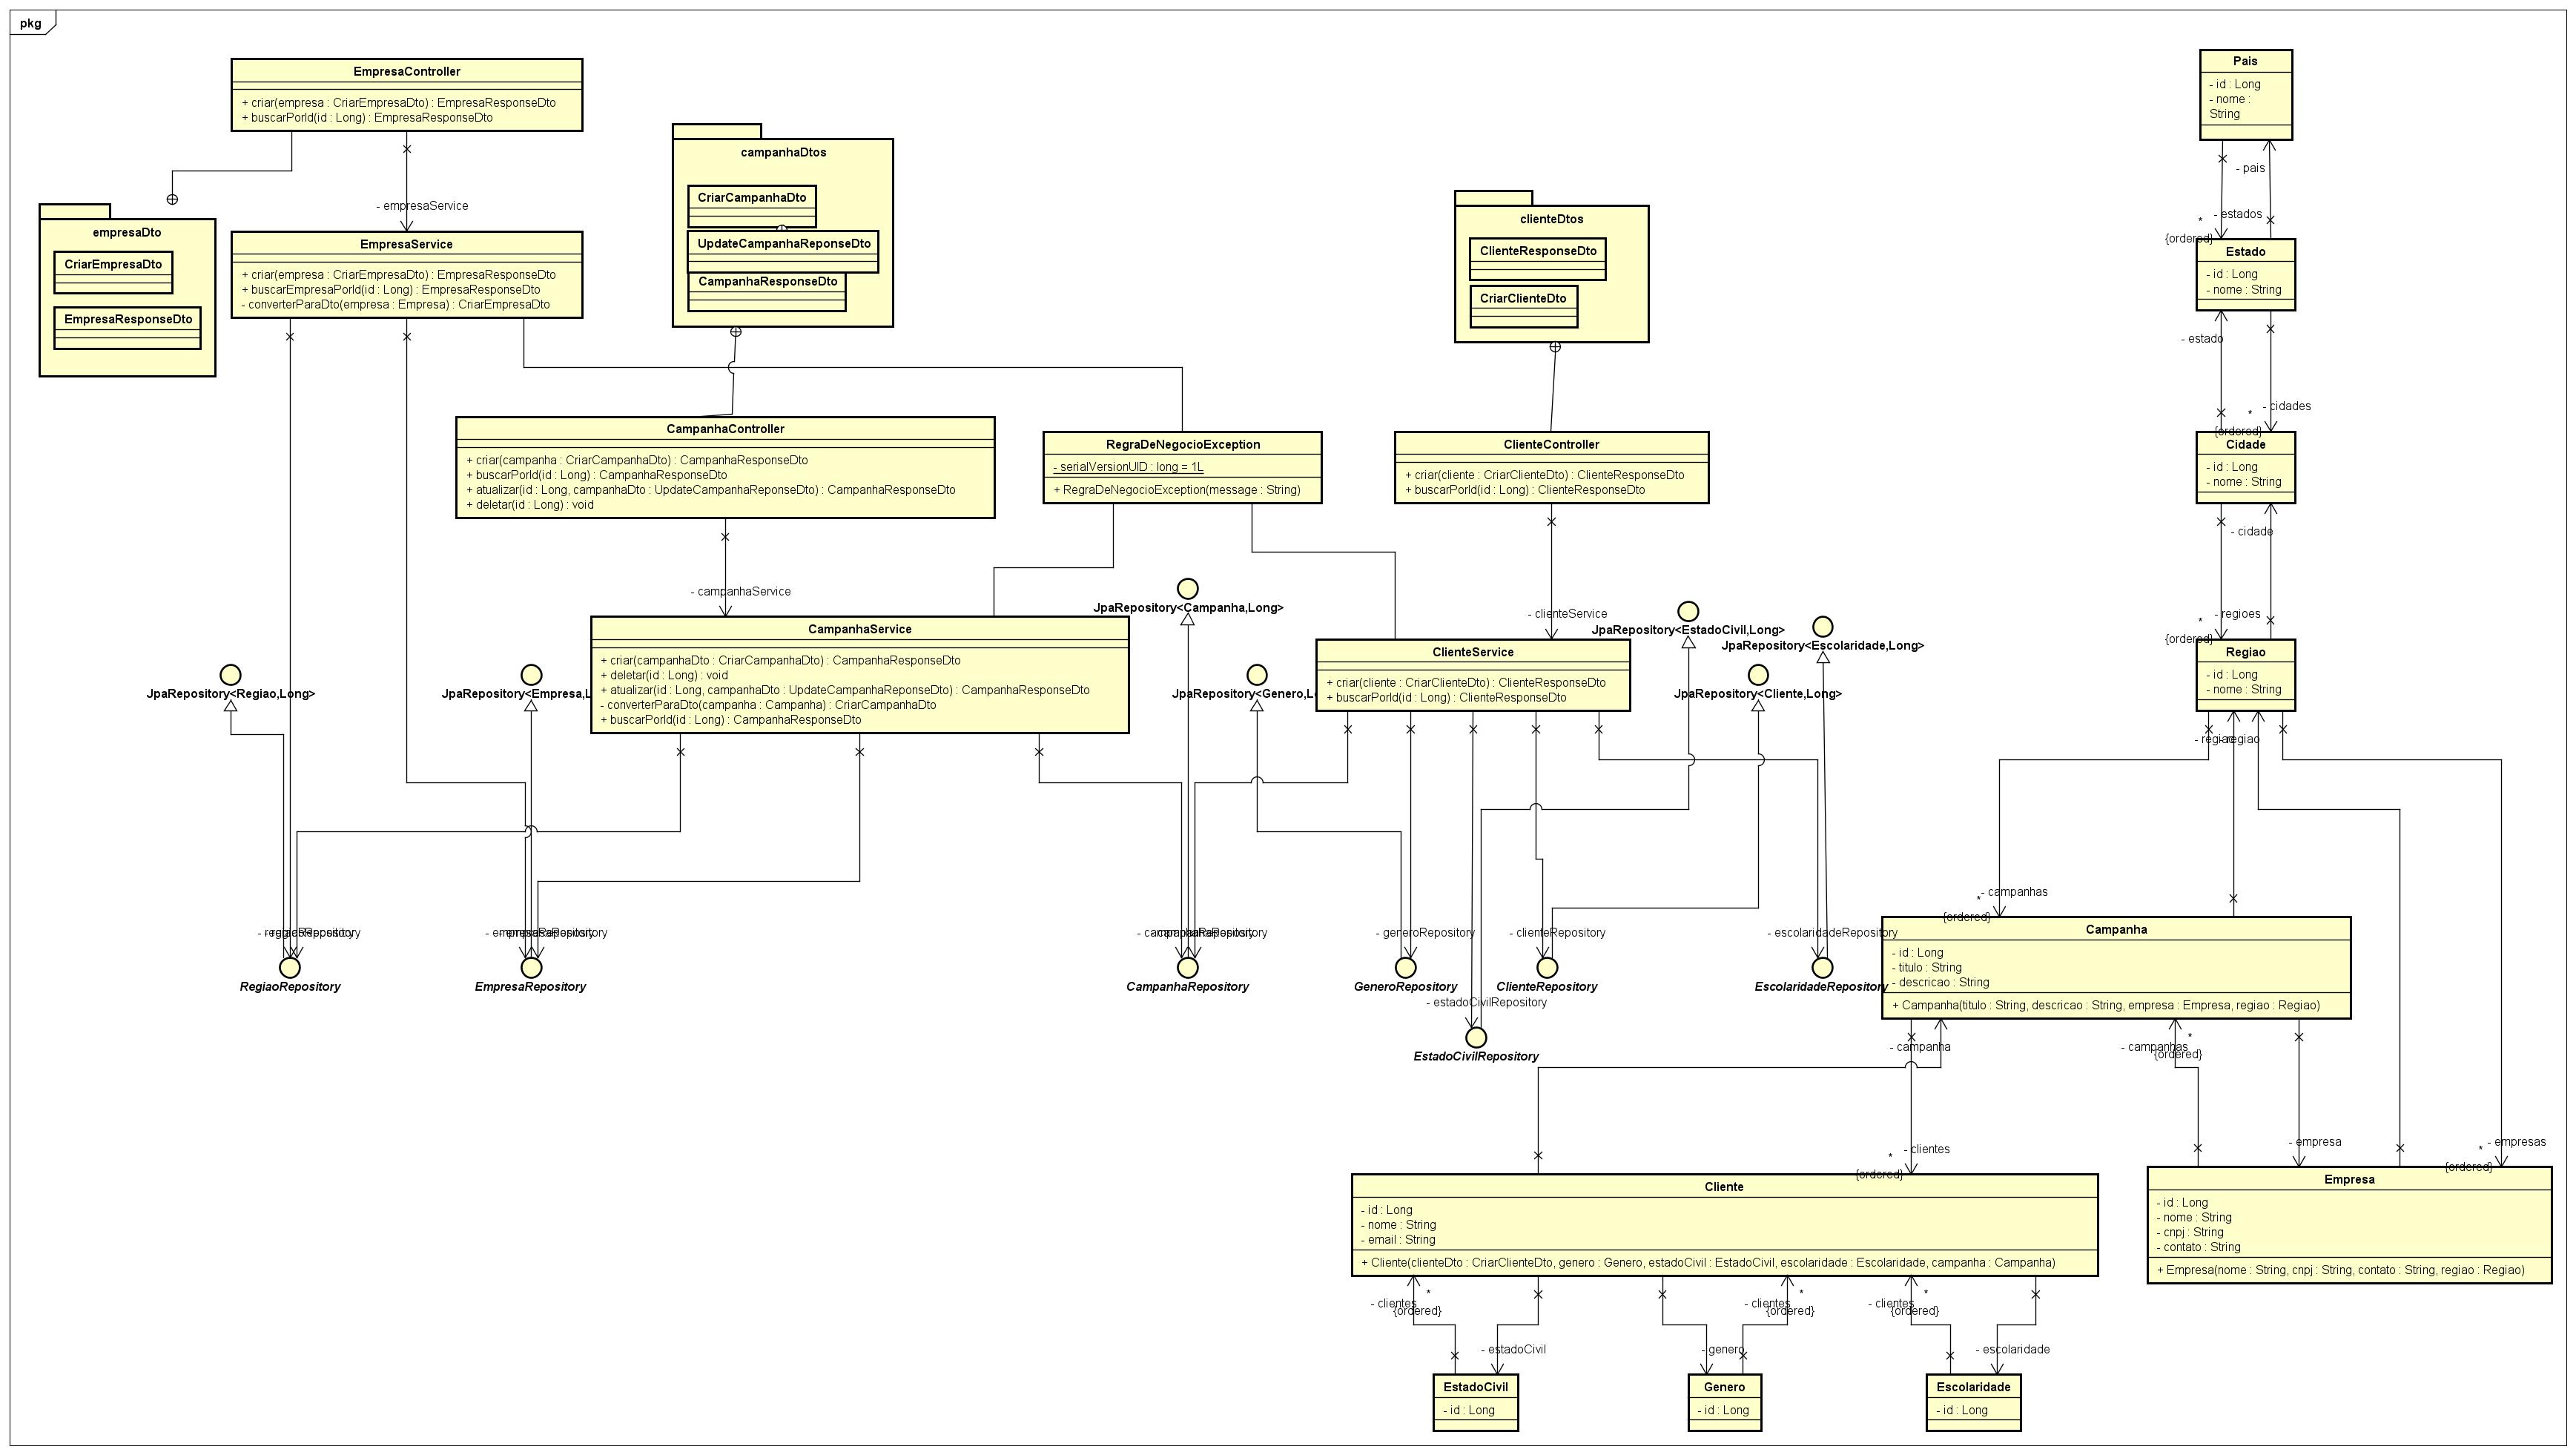 pkg
EmpresaController
+ criar(empresa : CriarEmpresaDto) : EmpresaResponseDto
+ buscarPorId(id : Long) : EmpresaResponseDto
- empresaService
empresaDto
CriarEmpresaDto
EmpresaResponseDto
EmpresaService
+ criar(empresa : CriarEmpresaDto) : EmpresaResponseDto
+ buscarEmpresaPorId(id : Long) : EmpresaResponseDto
- converterParaDto(empresa : Empresa) : CriarEmpresaDto
campanhaDtos
CriarCampanhaDto
UpdateCampanhaReponseDto
CampanhaResponseDto
clienteDtos
ClienteResponseDto
CriarClienteDto
CampanhaController
+ criar(campanha : CriarCampanhaDto) : CampanhaResponseDto
+ buscarPorId(id : Long) : CampanhaResponseDto
+ atualizar(id : Long, campanhaDto : UpdateCampanhaReponseDto) : CampanhaResponseDto
+ deletar(id : Long) : void
RegraDeNegocioException
- serialVersionUID : long = 1L
+ RegraDeNegocioException(message : String)
ClienteController
+ criar(cliente : CriarClienteDto) : ClienteResponseDto
+ buscarPorId(id : Long) : ClienteResponseDto
- campanhaService
- clienteService
CampanhaService
+ criar(campanhaDto : CriarCampanhaDto) : CampanhaResponseDto
+ deletar(id : Long) : void
+ atualizar(id : Long, campanhaDto : UpdateCampanhaReponseDto) : CampanhaResponseDto
- converterParaDto(campanha : Campanha) : CriarCampanhaDto
+ buscarPorId(id : Long) : CampanhaResponseDto
ClienteService
+ criar(cliente : CriarClienteDto) : ClienteResponseDto
+ buscarPorId(id : Long) : ClienteResponseDto
JpaRepository<Regiao,Long>
JpaRepository<Empresa,L
JpaRepository<Campanha,Long>
JpaRepository<Genero,L
JpaRepository<EstadoCivil,Long>
JpaRepository<Escolaridade,Long>
JpaRepository<Cliente,Long>
- generoRepository
- clienteRepository
- escolaridadeRepository
- estadoCivilRepository
RegiaoRepository
EmpresaRepository
CampanhaRepository
GeneroRepository
ClienteRepository
EscolaridadeRepository
EstadoCivilRepository
Pais
- id : Long
- nome :
String
- pais
- estados
*
{ordered}
Estado
- id : Long
- nome : String
- estado
- cidades
*
{ordered}
Cidade
- id : Long
- nome : String
- cidade
- regioes
*
{ordered}
Regiao
- id : Long
- nome : String
- regiao
- regiao
- campanhas
*
{ordered}
Campanha
- id : Long
- titulo : String
- descricao : String
+ Campanha(titulo : String, descricao : String, empresa : Empresa, regiao : Regiao)
- campanha
- campanhas
*
{ordered}
- clientes
*
{ordered}
- empresa
- empresas
*
{ordered}
Cliente
- id : Long
- nome : String
- email : String
+ Cliente(clienteDto : CriarClienteDto, genero : Genero, estadoCivil : EstadoCivil, escolaridade : Escolaridade, campanha : Campanha)
Empresa
- id : Long
- nome : String
- cnpj : String
- contato : String
+ Empresa(nome : String, cnpj : String, contato : String, regiao : Regiao)
- clientes
*
{ordered}
- clientes
*
{ordered}
- clientes
*
{ordered}
- estadoCivil
- genero
- escolaridade
EstadoCivil
- id : Long
Genero
- id : Long
Escolaridade
- id : Long